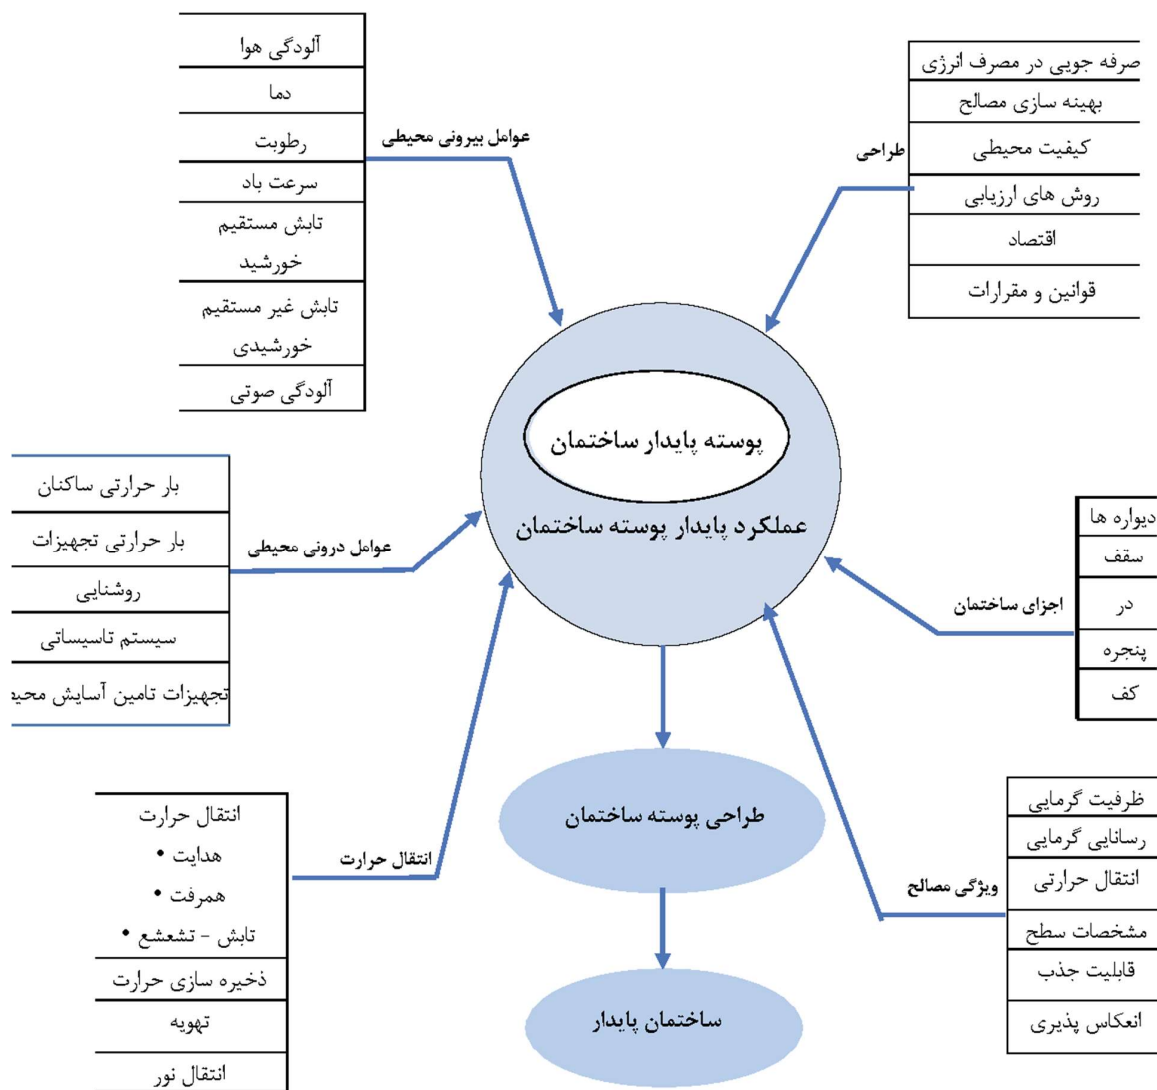 صرفه جویی در مصرف انرژی
بهینه سازی مصالح
کیفیت محیطی
روش های ارزیابی
اقتصاد
قوانین و مقرارات
طراحی
آلودگی هوا
دما
رطوبت
سرعت باد
تابش مستقیم
خورشید
تابش غیر مستقیم
خورشیدی
آلودگی صوتی
عوامل بیرونی محیطی
پوسته پایدار ساختمان
عملکرد پایدار پوسته ساختمان
دیواره ها
سقف
در
پنجره
کف
اجزای ساختمان
بار حرارتی ساکنان
بار حرارتی تجهیزات
روشنایی
سیستم تاسیساتی
تجهیزات تامین آسایش محیط
عوامل درونی محیطی
ظرفیت گرمایی
رسانایی گرمایی
انتقال حرارتی
مشخصات سطح
قابلیت جذب
انعکاس پذیری
ویژگی مصالح
انتقال حرارت
هدایت •
همرفت •
تابش - تشعشع •
ذخیره سازی حرارت
تهویه
انتقال نور
انتقال حرارت
طراحی پوسته ساختمان
ساختمان پایدار